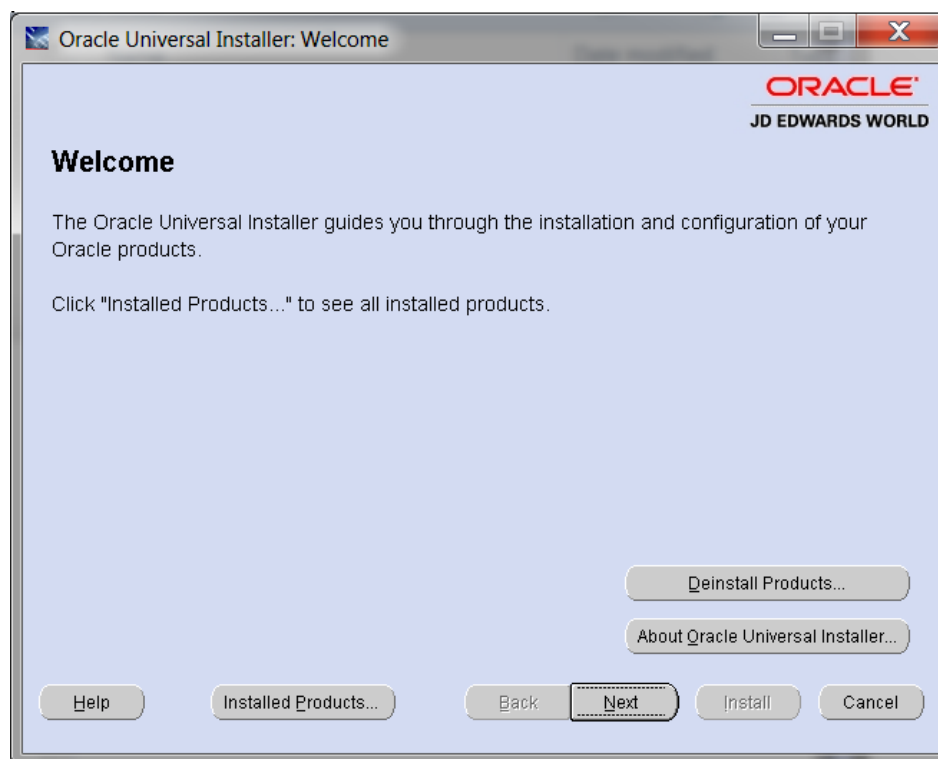 Oracle Universal Installer: Welcome
ORACLE
JD EDWARDS WORLD
Welcome
The Oracle Universal Installer guides you through the installation and configuration of your
Oracle products.
Click "Installed Products..." to see all installed products.
Deinstall Products...
About Oracle Universal Installer...
Help Installed Products... Back Next Install Cancel